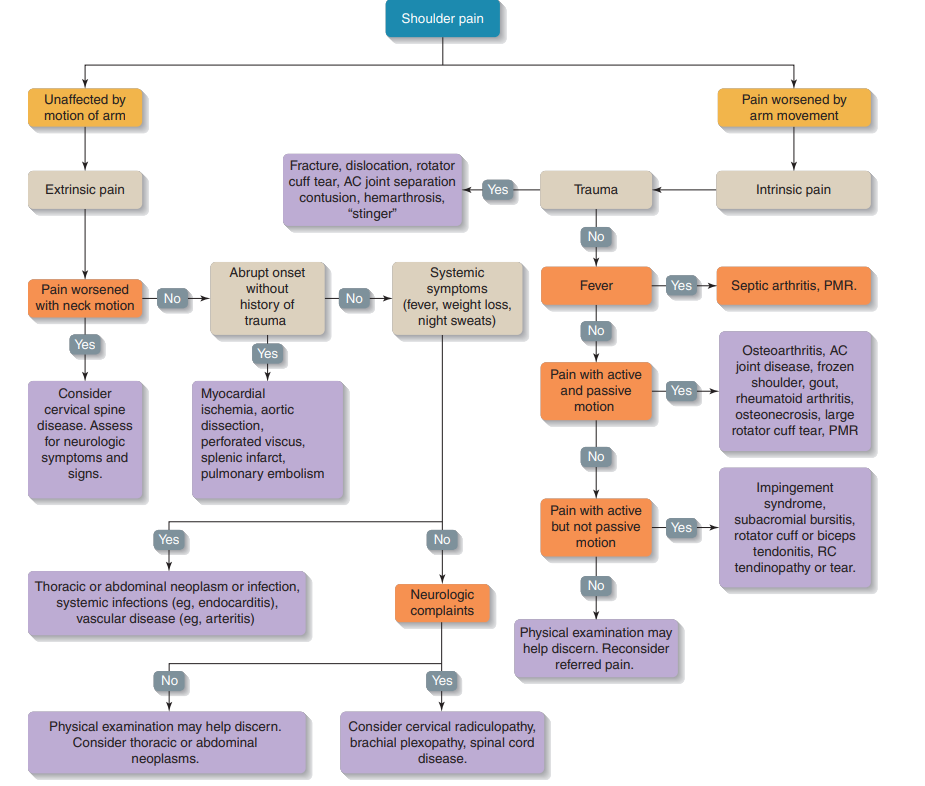 Shoulder pain
Unaffected by
motion of arm
Pain worsened by
arm movement
Extrinsic pain
Fracture, dislocation, rotator
cuff tear, AC joint separation
contusion, hemarthrosis,
“stinger”
Yes
Trauma
Intrinsic pain
No
Pain worsened
with neck motion
No
Abrupt onset
without
history of
trauma
No
Systemic
symptoms
(fever, weight loss,
night sweats)
Fever
Yes
Septic arthritis, PMR.
Yes
Yes
No
Consider
cervical spine
disease. Assess
for neurologic
symptoms and
signs.
Myocardial
ischemia, aortic
dissection,
perforated viscus,
splenic infarct,
pulmonary embolism
Pain with active
and passive
motion
Yes
Osteoarthritis, AC
joint disease, frozen
shoulder, gout,
rheumatoid arthritis,
osteonecrosis, large
rotator cuff tear, PMR
No
Pain with active
but not passive
motion
Yes
Impingement
syndrome,
subacromial bursitis,
rotator cuff or biceps
tendonitis, RC
tendinopathy or tear.
Yes
No
No
Thoracic or abdominal neoplasm or infection,
systemic infections (eg, endocarditis),
vascular disease (eg, arteritis)
Neurologic
complaints
Physical examination may
help discern. Reconsider
referred pain.
No
Yes
Physical examination may help discern.
Consider thoracic or abdominal
neoplasms.
Consider cervical radiculopathy,
brachial plexopathy, spinal cord
disease.